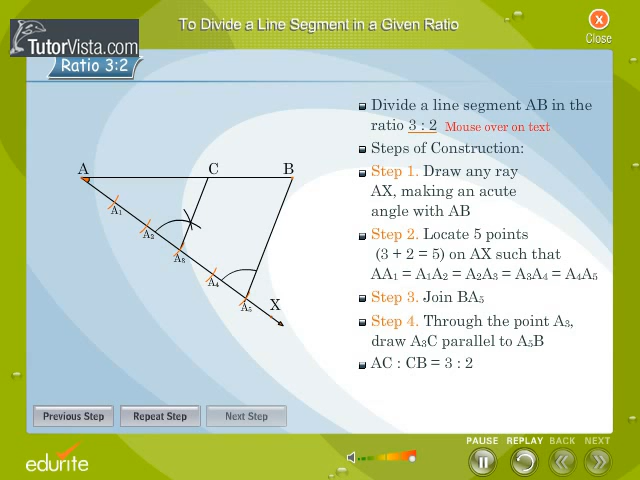 To Divide a Line Segment in a Given Ratio
Close
TutorVista.com
Ratio 3:2
Divide a line segment AB in the
ratio 3 : 2 Mouse over on text
Steps of Construction:
Step 1. Draw any ray
AX, making an acute
angle with AB
Step 2. Locate 5 points
(3 + 2 = 5) on AX such that
AA₁ = A₁A₂ = A₂A₃ = A₃A₄ = A₄A₅
Step 3. Join BA₅
Step 4. Through the point A₃,
draw A₃C parallel to A₅B
AC : CB = 3 : 2
A C B
A₁
A₂
A₃
A₄
A₅
X
Previous Step Repeat Step Next Step
PAUSE REPLAY BACK NEXT
edurite